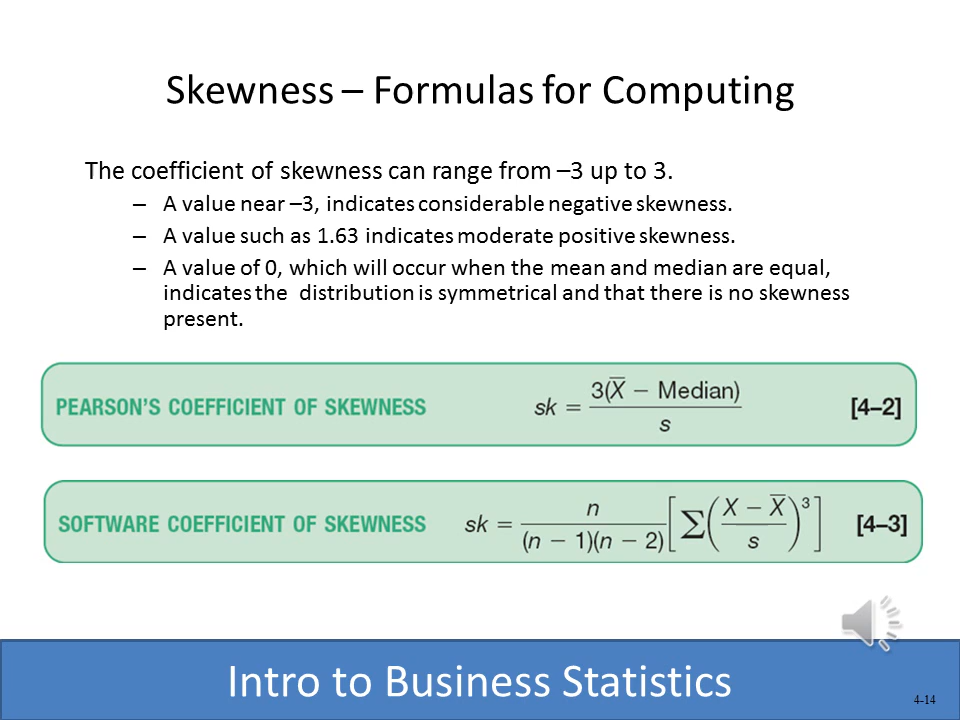 Skewness – Formulas for Computing
The coefficient of skewness can range from –3 up to 3.
– A value near –3, indicates considerable negative skewness.
– A value such as 1.63 indicates moderate positive skewness.
– A value of 0, which will occur when the mean and median are equal,
indicates the  distribution is symmetrical and that there is no skewness
present.
PEARSON'S COEFFICIENT OF SKEWNESS sk = 3(X̅ − Median) / s [4–2]
SOFTWARE COEFFICIENT OF SKEWNESS sk = n / (n − 1)(n − 2) [∑((X − X̅) / s)³] [4–3]
Intro to Business Statistics
4-14